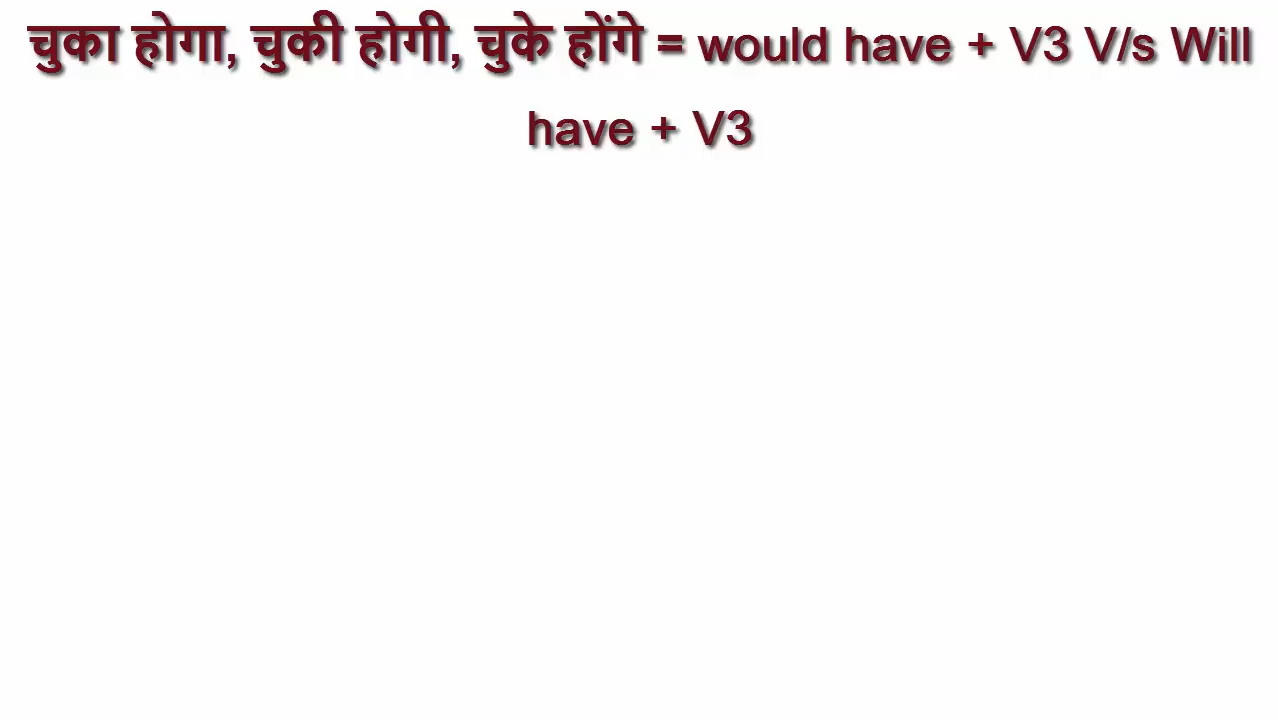 चुका होगा, चुकी होगी, चुके होंगे = would have + V3 V/s Will
have + V3